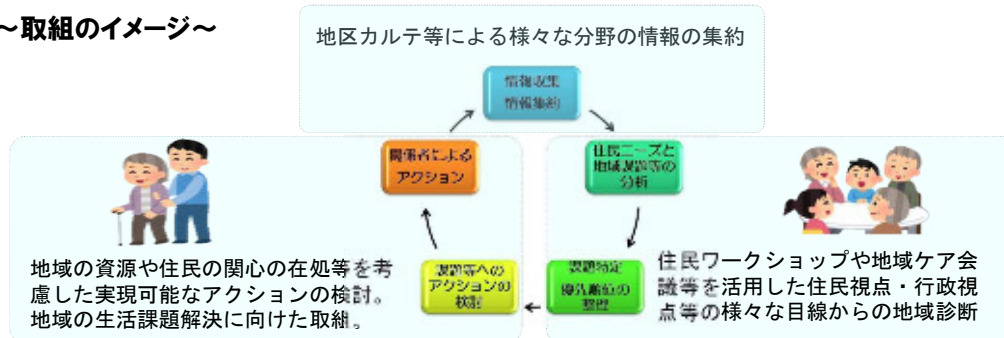 ～取組のイメージ～
地区カルテ等による様々な分野の情報の集約
情報収集
情報集約
関係者による
アクション
住民ニーズと
地域課題等の
分析
地域の資源や住民の関心の在処等を考
慮した実現可能なアクションの検討。
地域の生活課題解決に向けた取組。
課題等への
アクションの
検討
課題特定
優先順位の
整理
住民ワークショップや地域ケア会
議等を活用した住民視点・行政視
点等の様々な目線からの地域診断